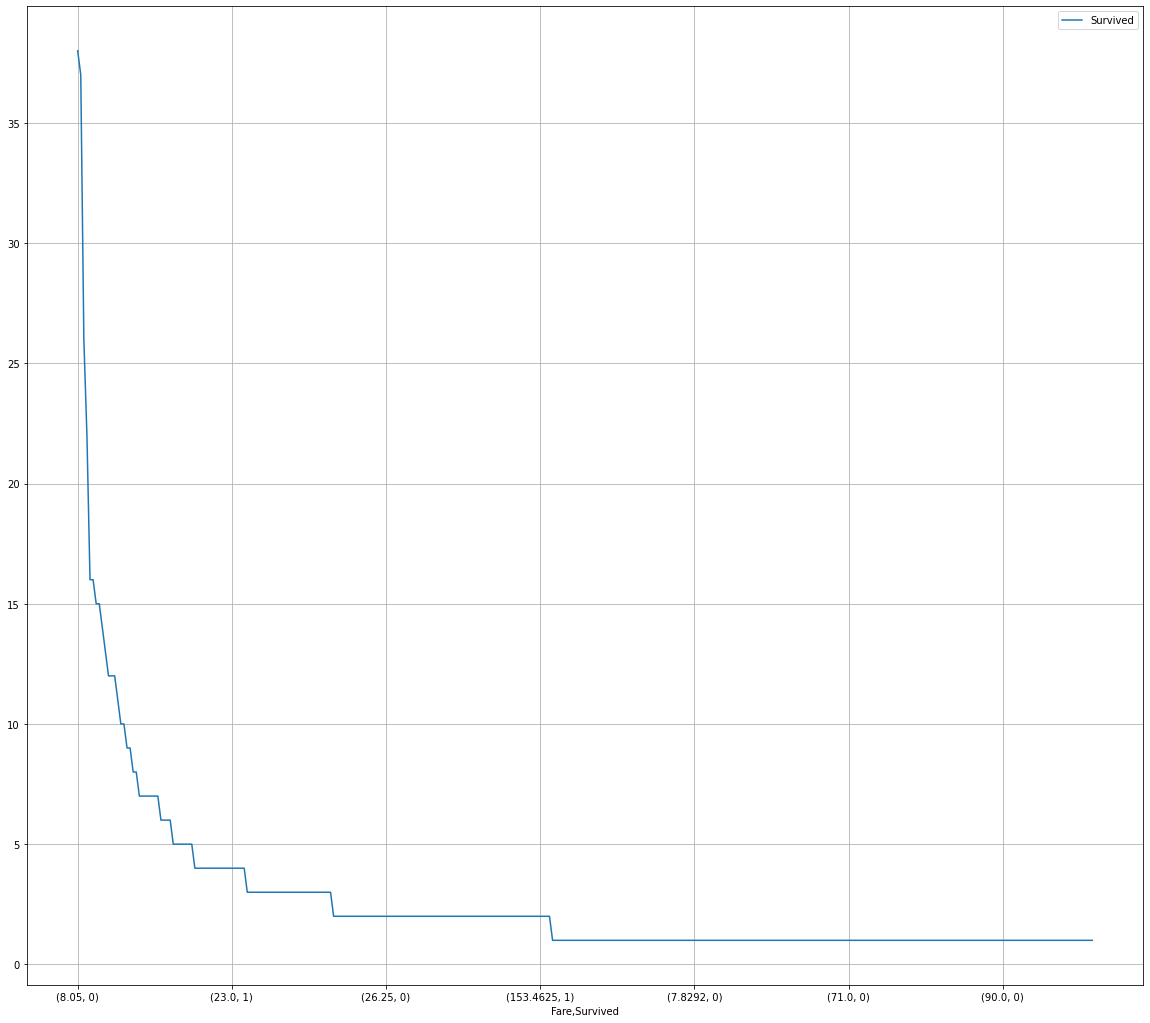 Survived
35
30
25
20
15
10
5
0
(8.05, 0) (23.0, 1) (26.25, 0) (153.4625, 1) (7.8292, 0) (71.0, 0) (90.0, 0)
Fare,Survived